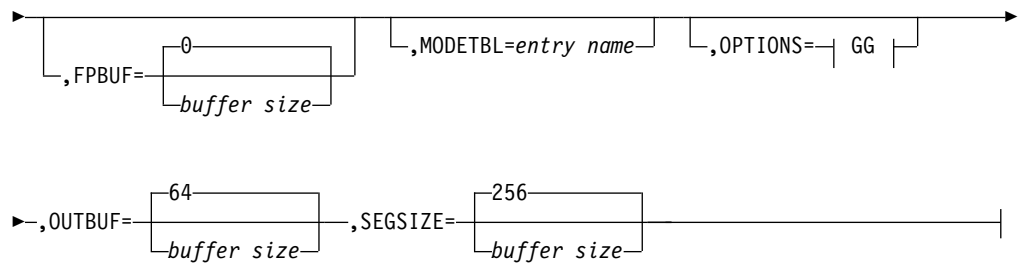 0
,FPBUF=
buffer size
,MODETBL=entry name
,OPTIONS= GG
64
,OUTBUF=
buffer size
256
,SEGSIZE=
buffer size